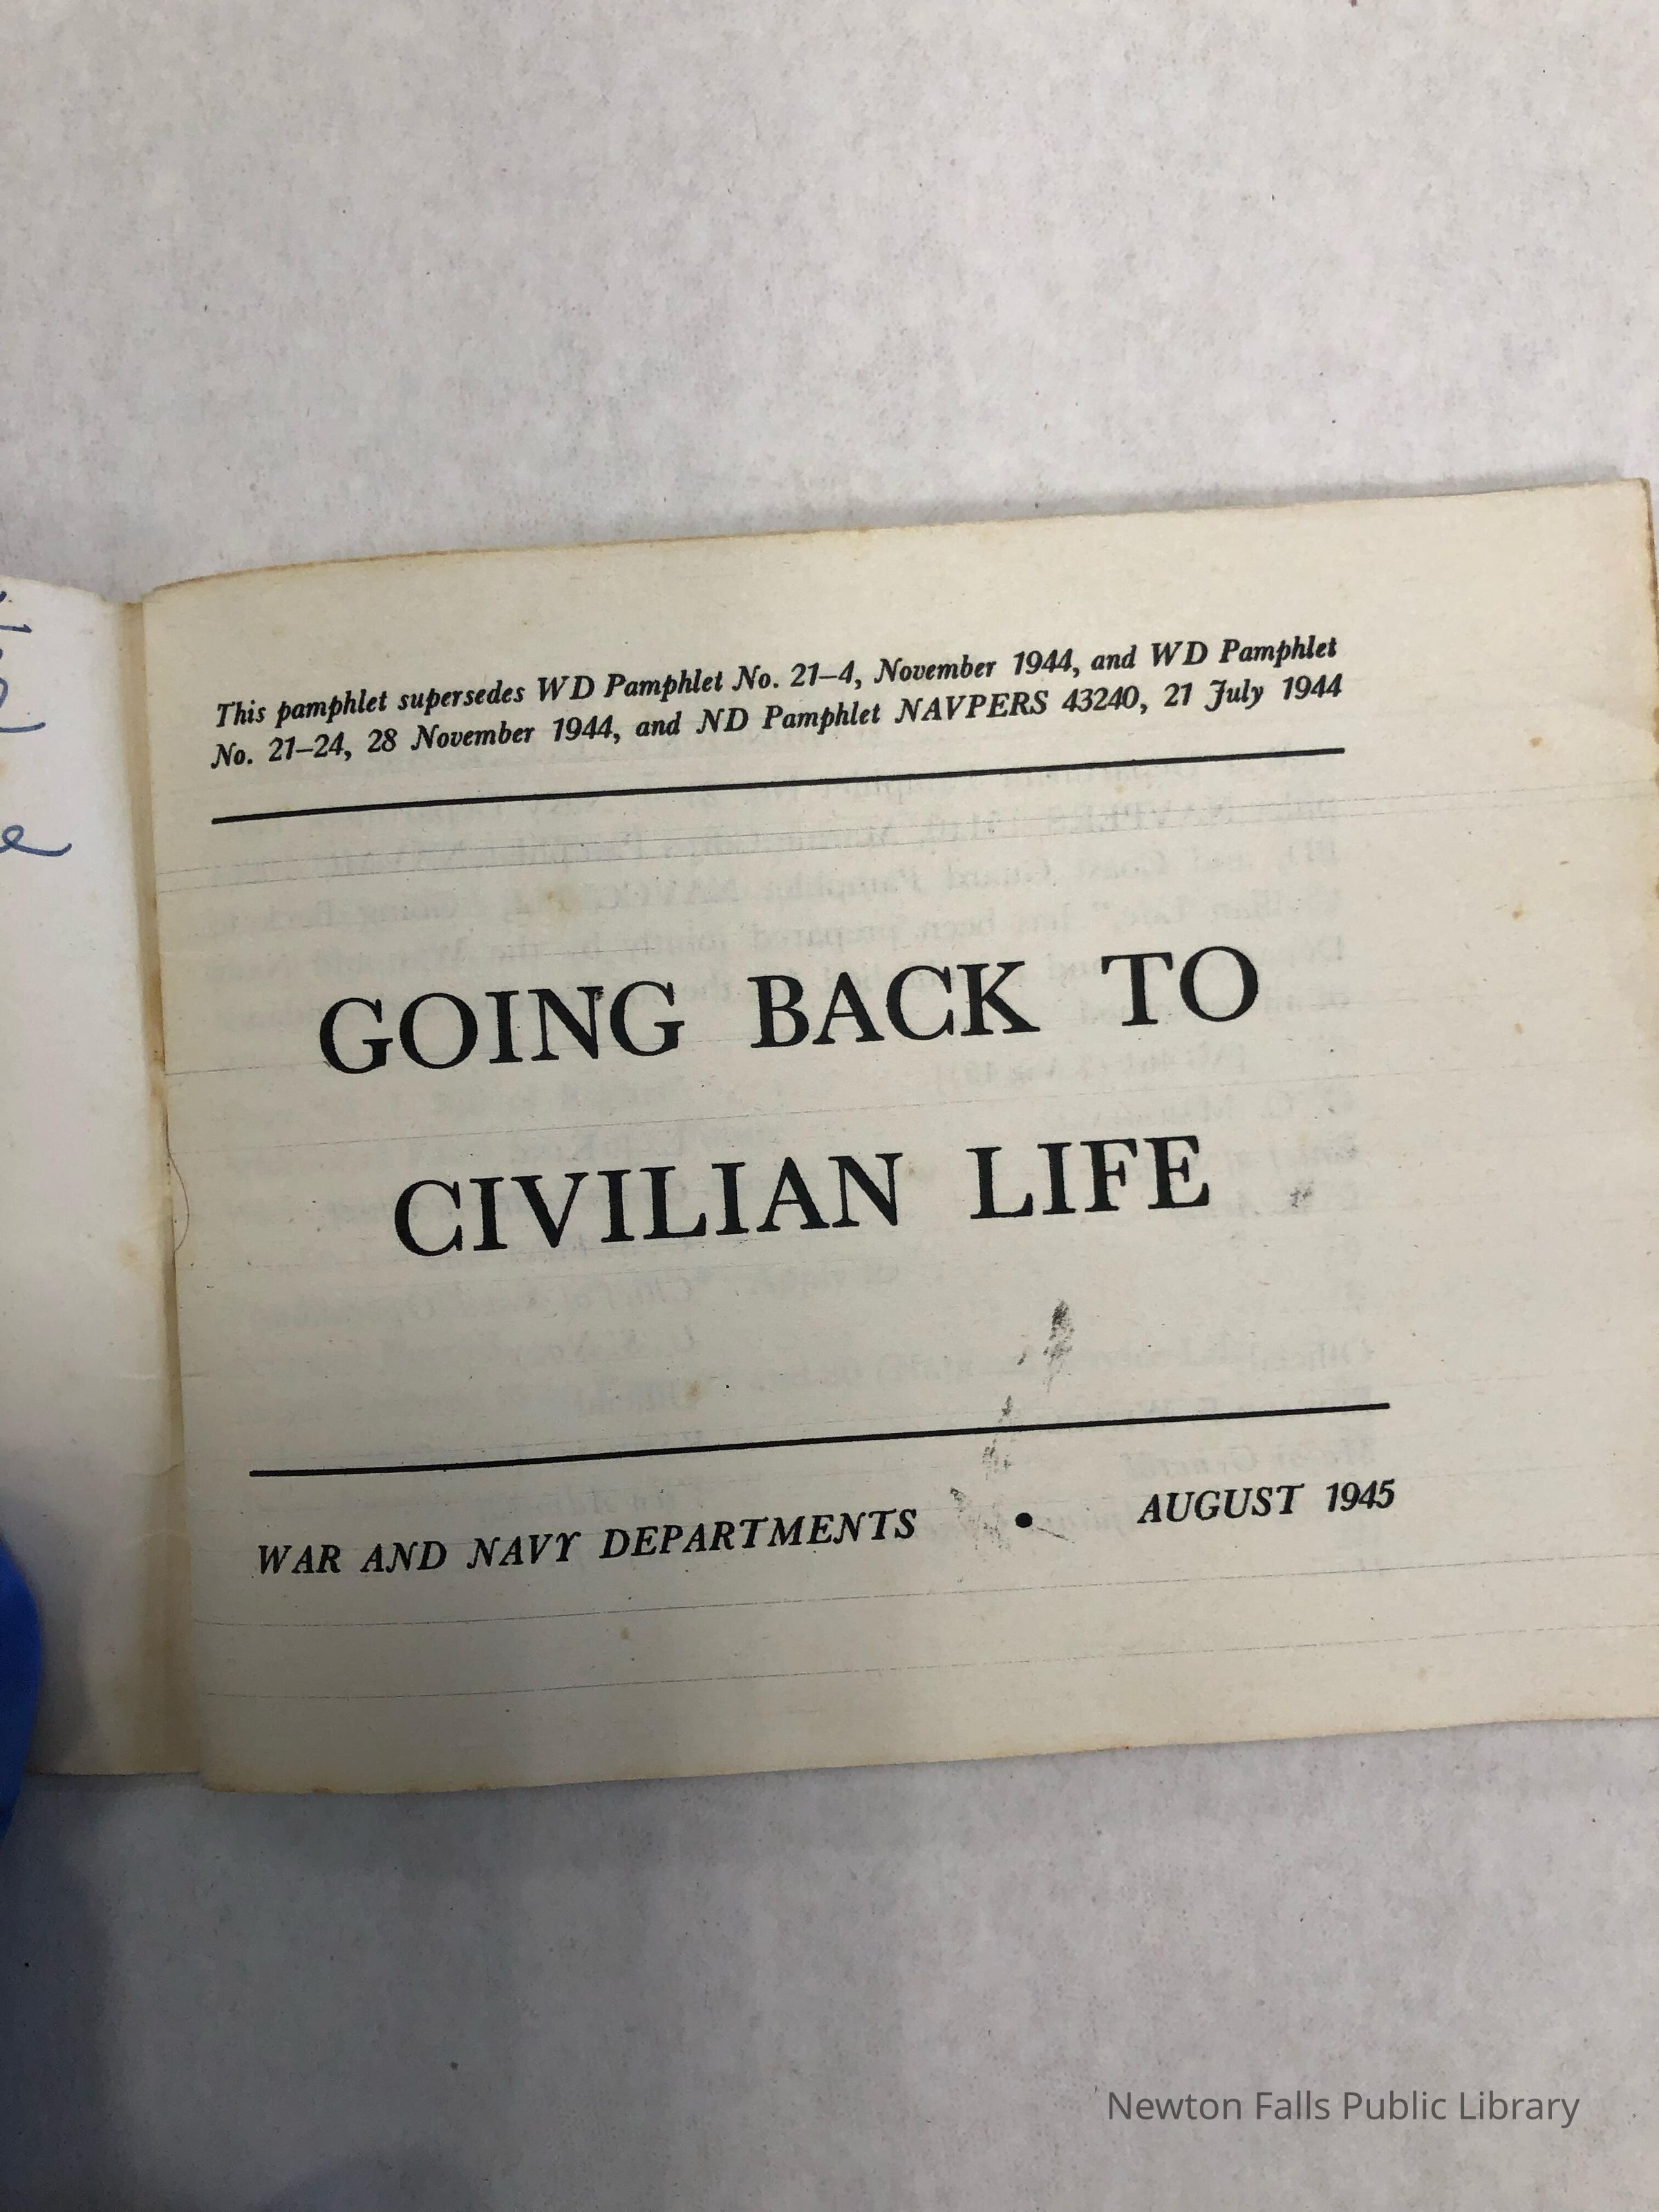 This pamphlet supersedes WD Pamphlet No. 21–4, November 1944, and WD Pamphlet
No. 21–24, 28 November 1944, and ND Pamphlet NAVPERS 43240, 21 July 1944
GOING BACK TO
CIVILIAN LIFE
WAR AND NAVY DEPARTMENTS • AUGUST 1945
Newton Falls Public Library